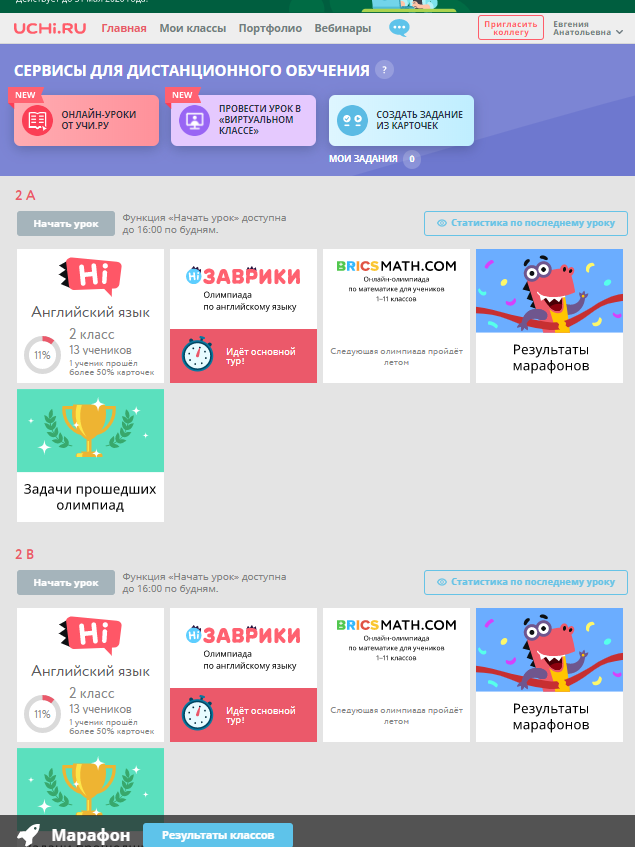 Действует до 31 мая 2020 года.
UCHi.RU
Главная
Мои классы
Портфолио
Вебинары
Пригласить
коллегу
Евгения
Анатольевна
СЕРВИСЫ ДЛЯ ДИСТАНЦИОННОГО ОБУЧЕНИЯ ?
NEW
ОНЛАЙН-УРОКИ
ОТ УЧИ.РУ
NEW
ПРОВЕСТИ УРОК В
«ВИРТУАЛЬНОМ
КЛАССЕ»
СОЗДАТЬ ЗАДАНИЕ
ИЗ КАРТОЧЕК
МОИ ЗАДАНИЯ 0
2 А
Начать урок
Функция «Начать урок» доступна
до 16:00 по будням.
Статистика по последнему уроку
Hi
Английский язык
11%
2 класс
13 учеников
1 ученик прошёл
более 50% карточек
Hi ЗАВРИКИ
Олимпиада
по английскому языку
Идёт основной
тур!
BRICSMATH.COM
Онлайн-олимпиада
по математике для учеников
1–11 классов
Следующая олимпиада пройдёт
летом
Результаты
марафонов
Задачи прошедших
олимпиад
2 В
Начать урок
Функция «Начать урок» доступна
до 16:00 по будням.
Статистика по последнему уроку
Hi
Английский язык
11%
2 класс
13 учеников
1 ученик прошёл
более 50% карточек
Hi ЗАВРИКИ
Олимпиада
по английскому языку
Идёт основной
тур!
BRICSMATH.COM
Онлайн-олимпиада
по математике для учеников
1–11 классов
Следующая олимпиада пройдёт
летом
Результаты
марафонов
Марафон
Результаты классов